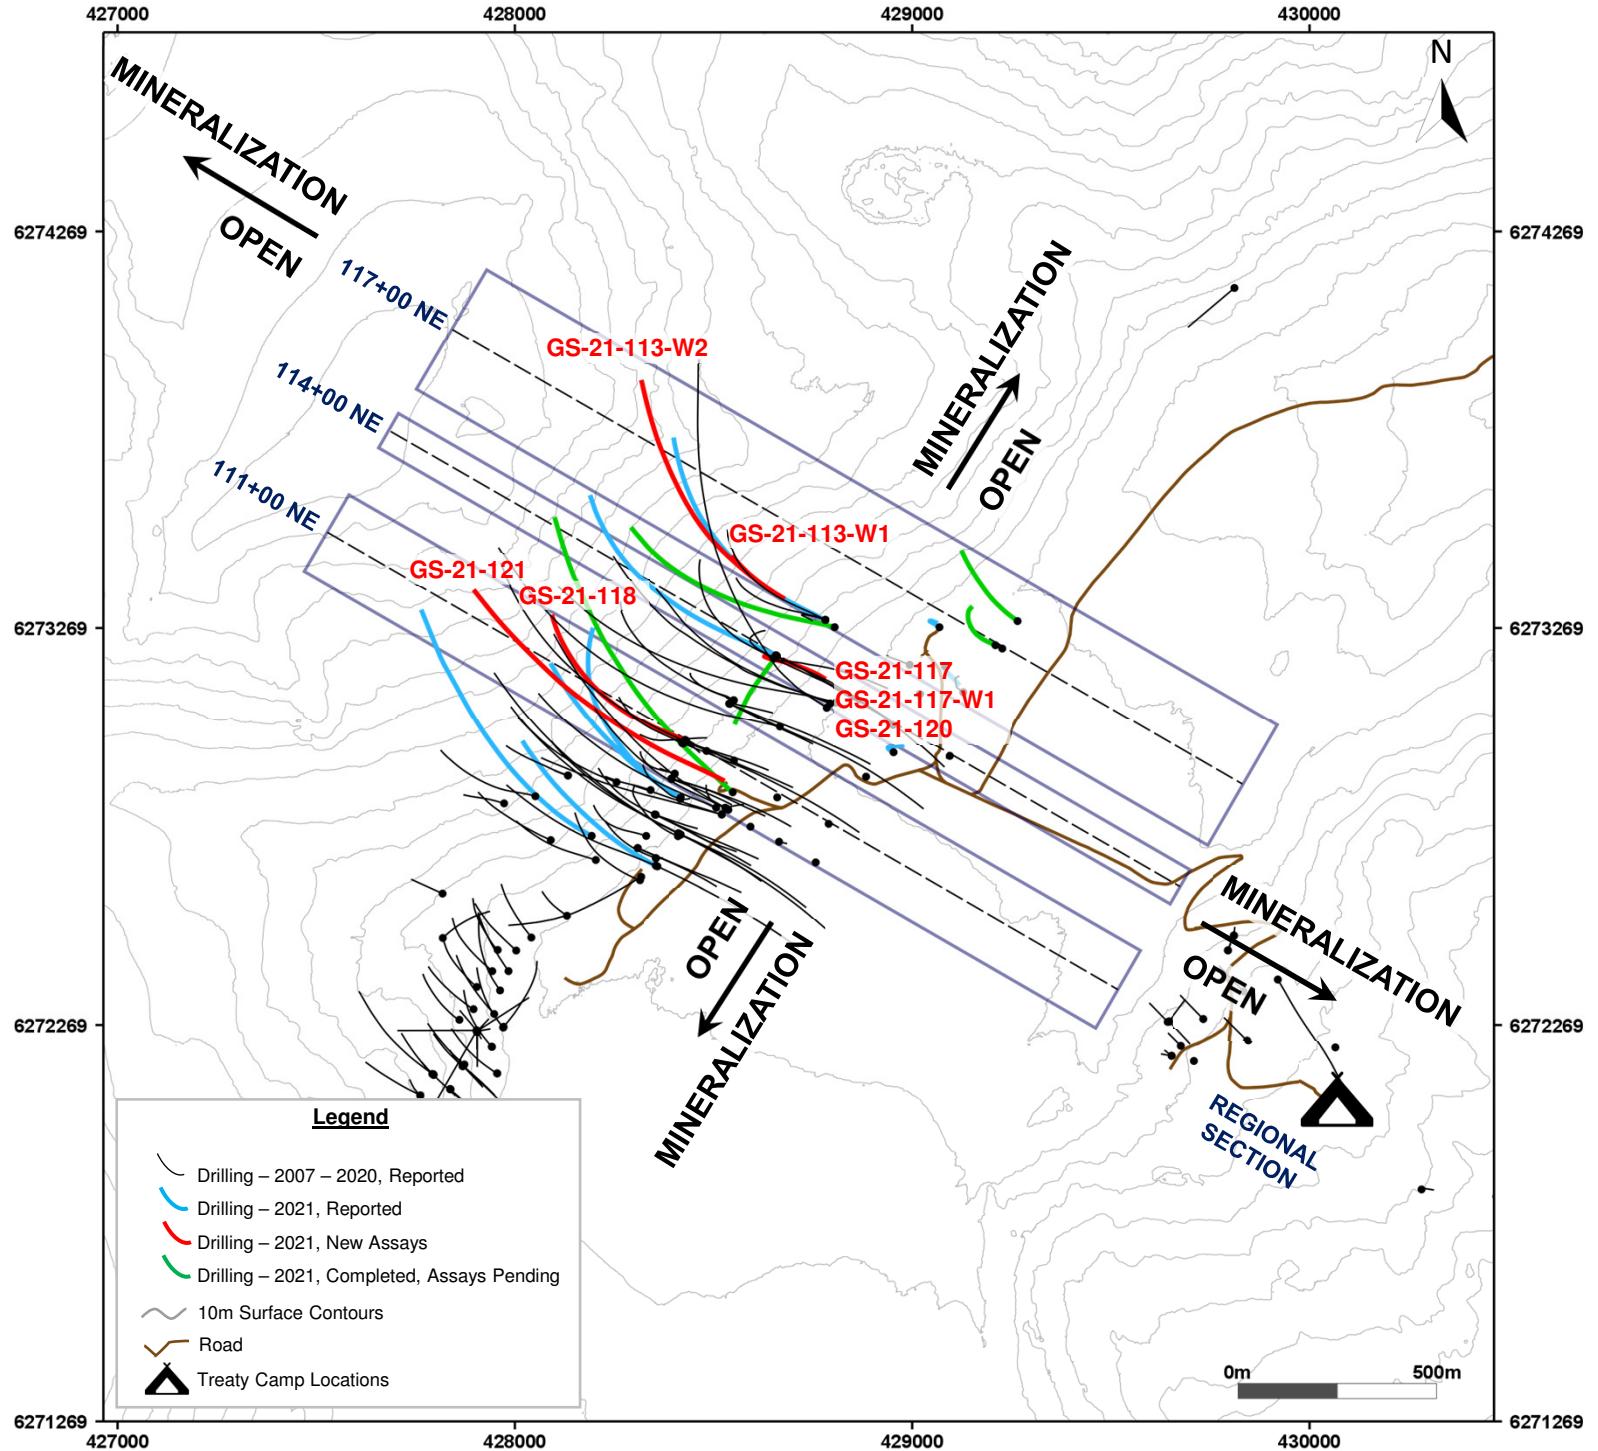 427000
428000
429000
430000
N
MINERALIZATION
OPEN
6274269
6274269
117+00 NE
MINERALIZATION
OPEN
GS-21-113-W2
114+00 NE
111+00 NE
GS-21-113-W1
GS-21-121
GS-21-118
6273269
6273269
GS-21-117
GS-21-117-W1
GS-21-120
OPEN
MINERALIZATION
MINERALIZATION
OPEN
6272269
6272269
REGIONAL
SECTION
Legend
Drilling – 2007 – 2020, Reported
Drilling – 2021, Reported
Drilling – 2021, New Assays
Drilling – 2021, Completed, Assays Pending
10m Surface Contours
Road
Treaty Camp Locations
0m
500m
6271269
6271269
427000
428000
429000
430000